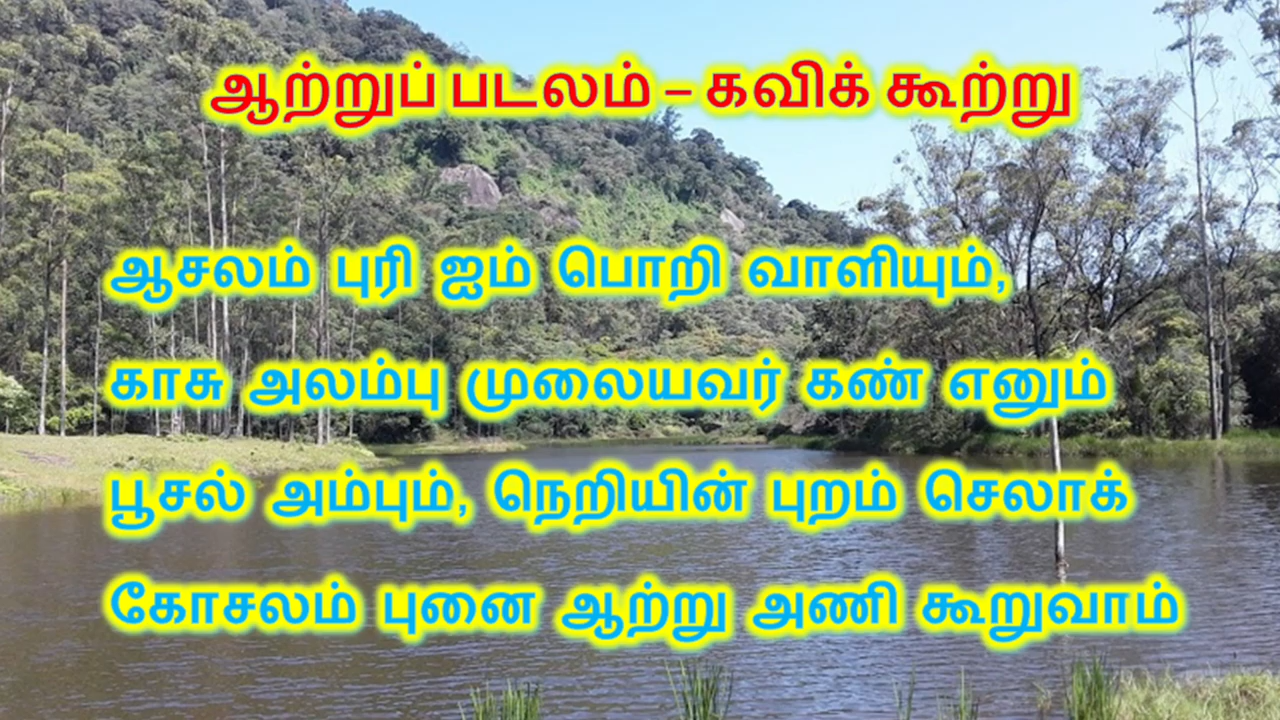 ஆற்றுப் படலம் – கவிக் கூற்று
ஆசலம் புரி ஐம் பொறி வாளியும்,
காசு அலம்பு முலையவர் கண் எனும்
பூசல் அம்பும், நெறியின் புறம் செலாக்
கோசலம் புனை ஆற்று அணி கூறுவாம்